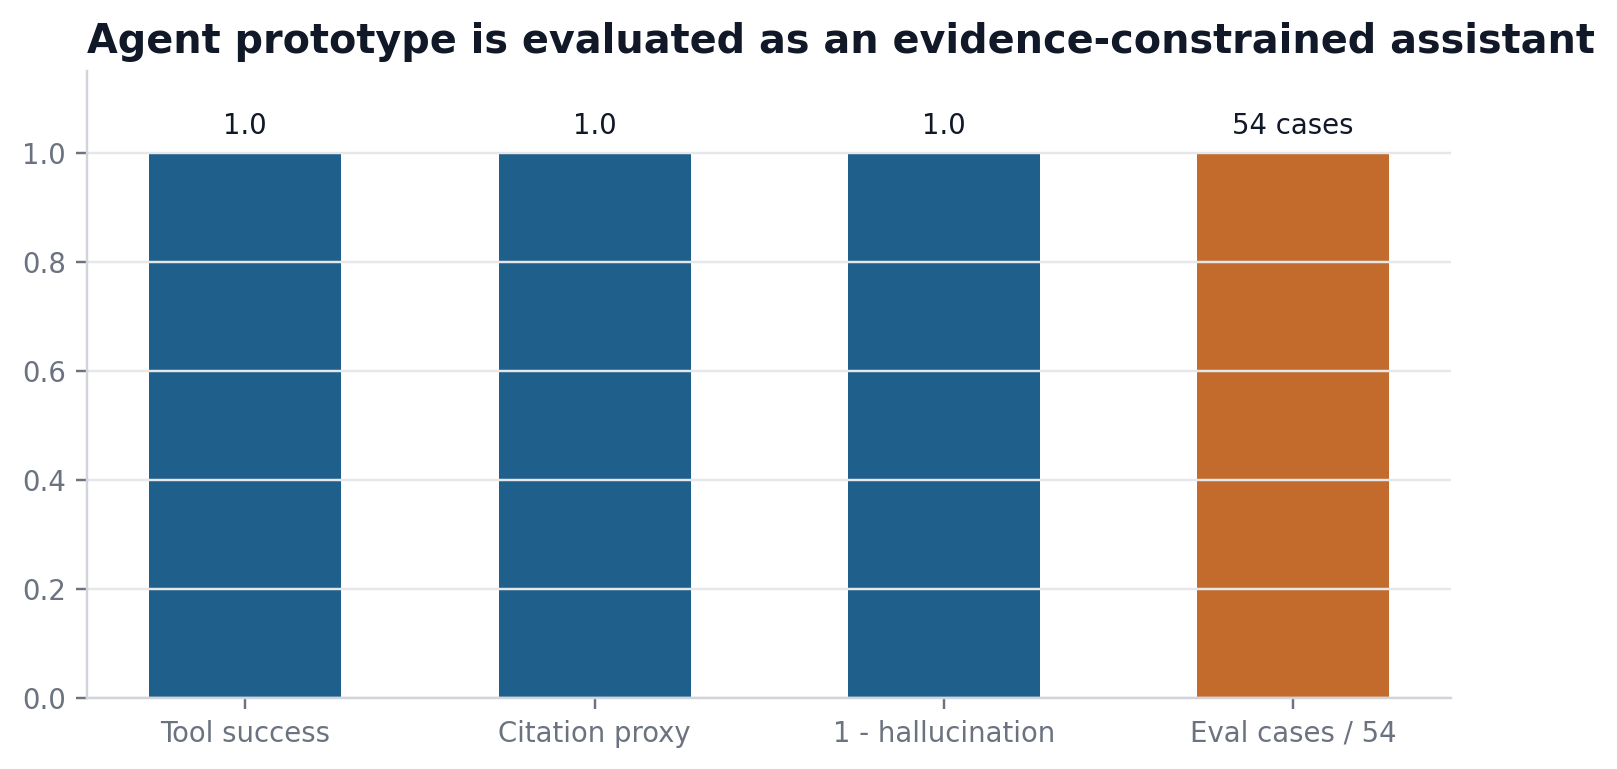 Agent prototype is evaluated as an evidence-constrained assistant
1.0 1.0 1.0 54 cases
1.0
0.8
0.6
0.4
0.2
0.0
Tool success Citation proxy 1 - hallucination Eval cases / 54